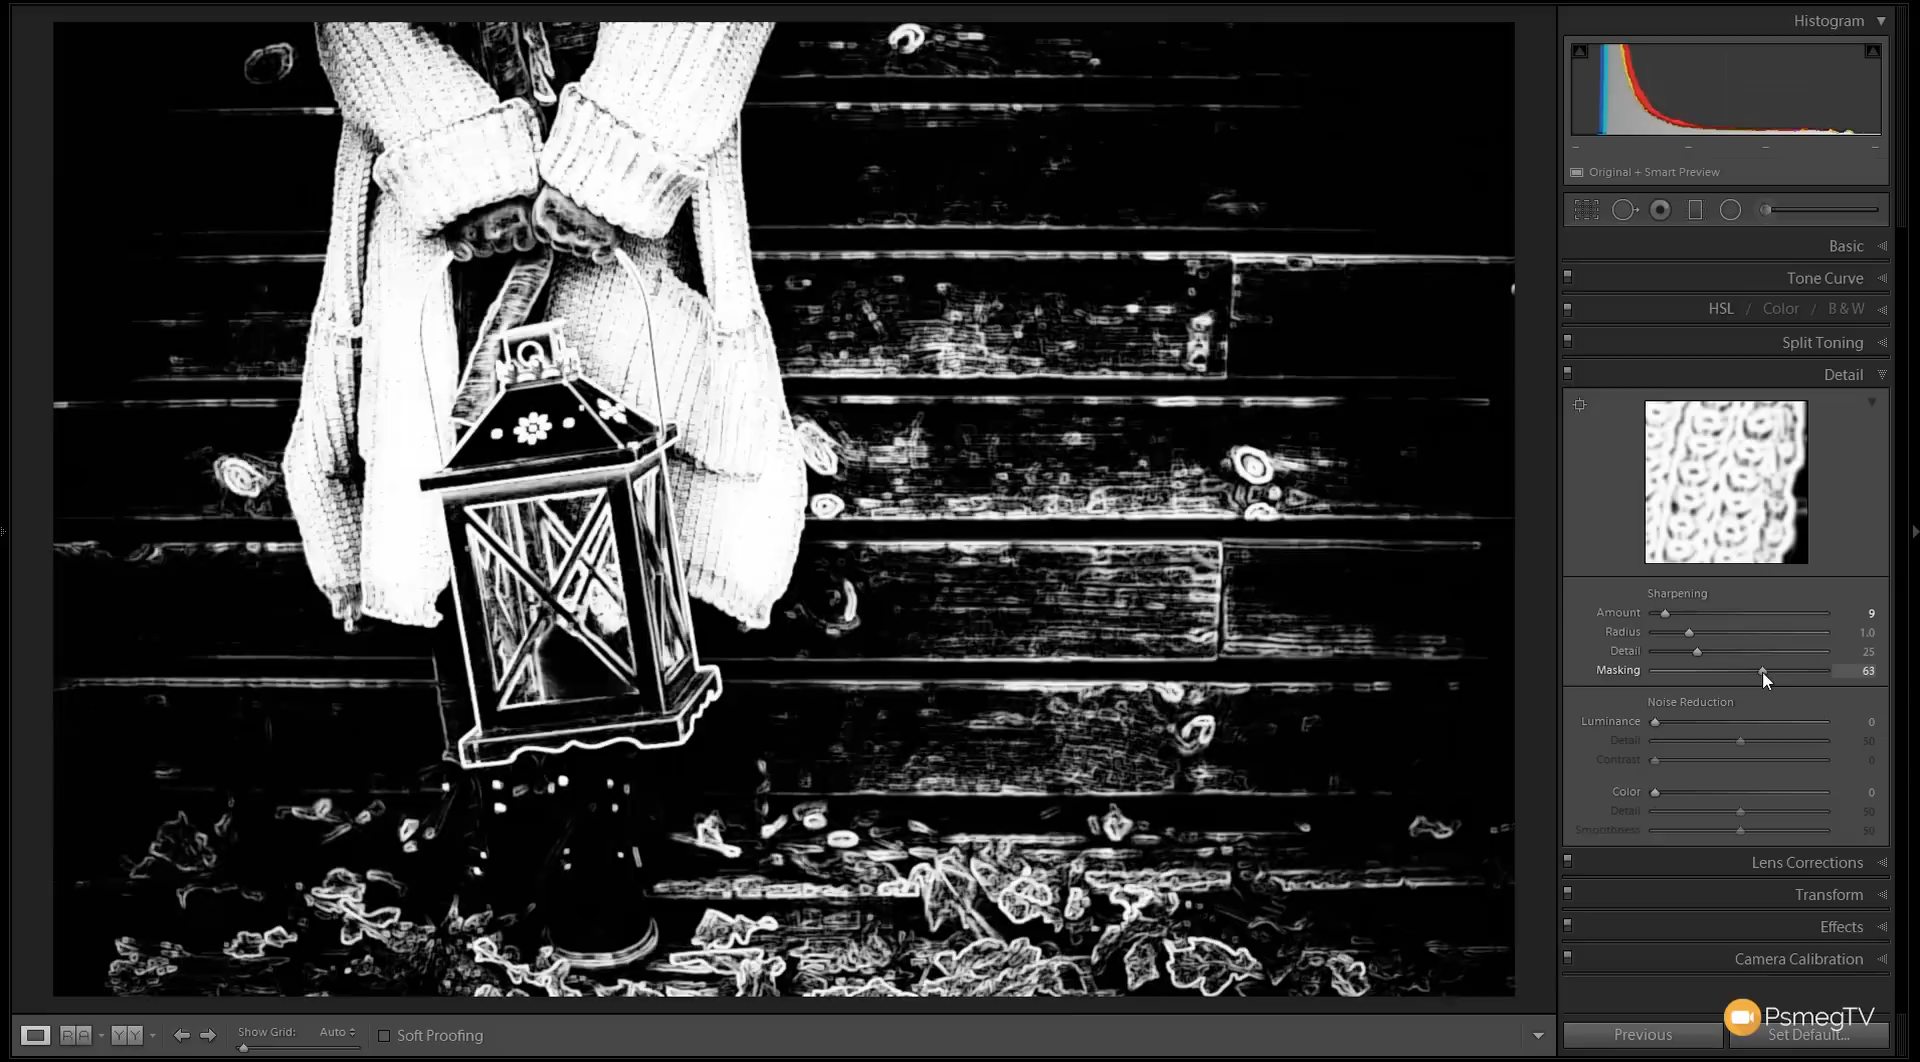 Histogram
Original + Smart Preview
Basic
Tone Curve
HSL / Color / B & W
Split Toning
Detail
Sharpening
Amount 9
Radius 1.0
Detail 25
Masking 63
Noise Reduction
Luminance 0
Detail 50
Contrast 0
Color 0
Detail 50
Smoothness 50
Lens Corrections
Transform
Effects
Camera Calibration
PsmegTV
R A Y Y Show Grid: Auto Soft Proofing
Previous Set Default...